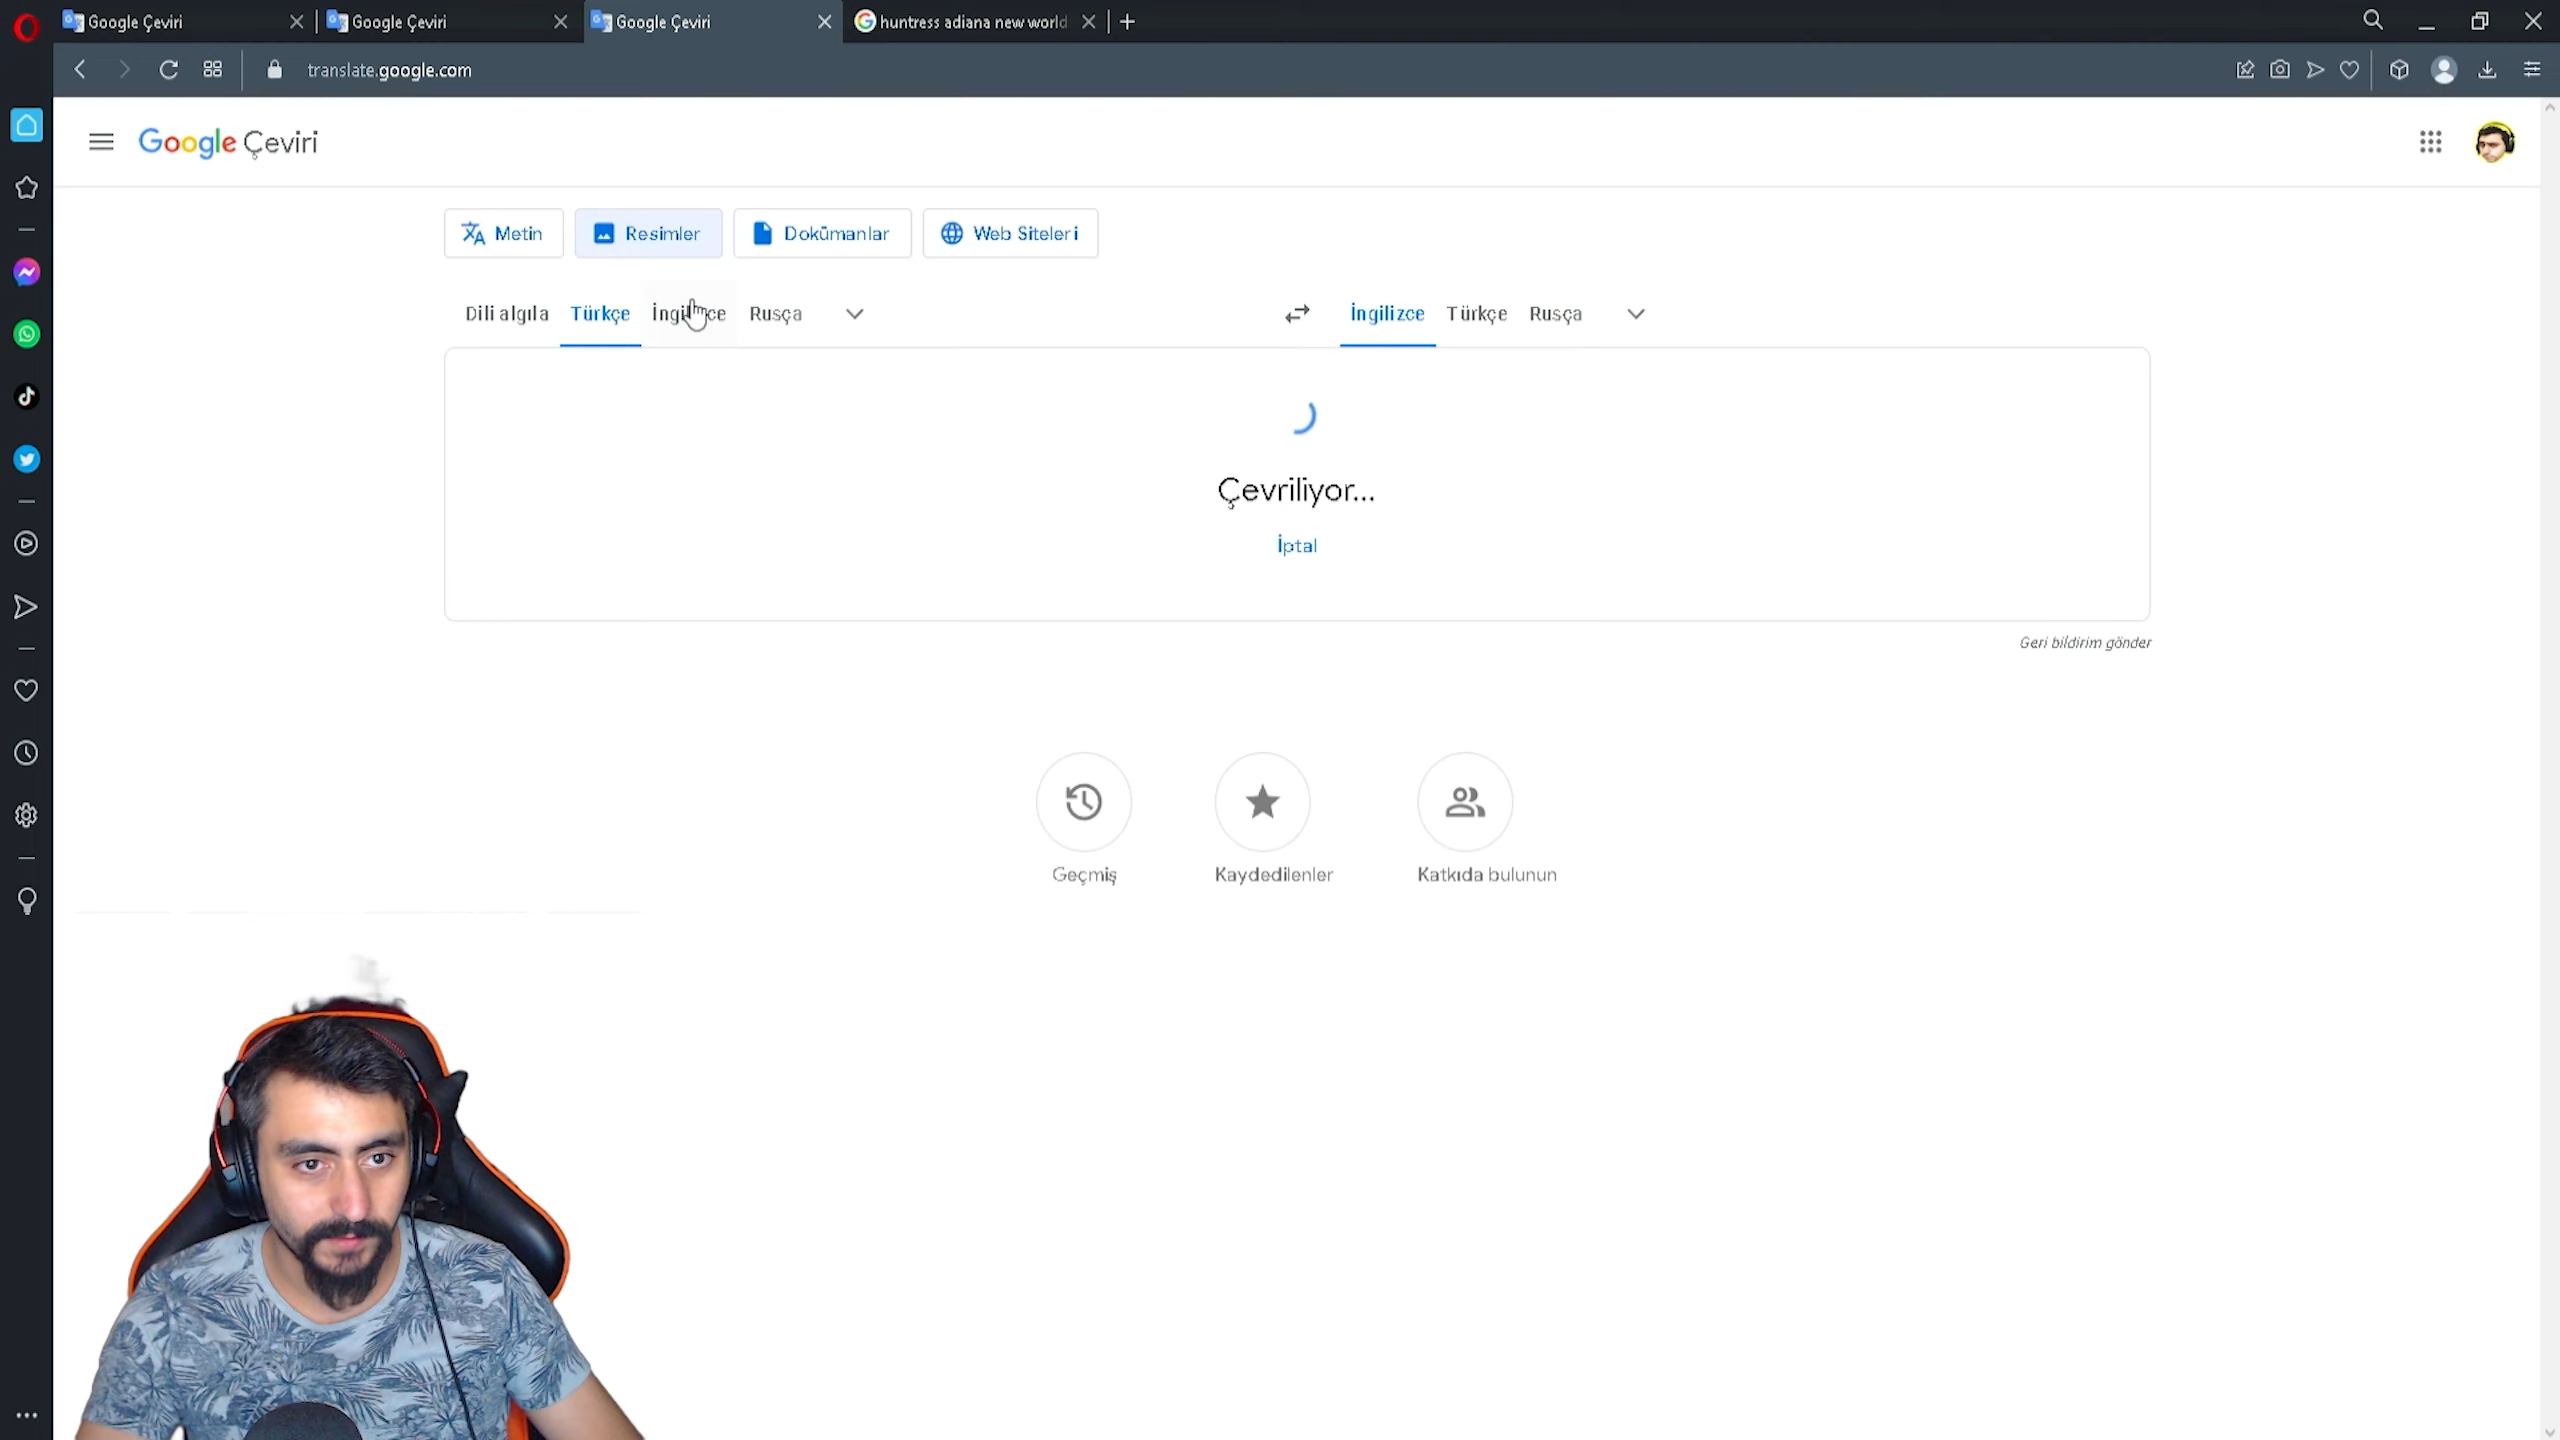 Google Çeviri
Google Çeviri
Google Çeviri
huntress adiana new world
translate.google.com
Google Çeviri
Metin
Resimler
Dokümanlar
Web Siteleri
Dili algıla
Türkçe
Rusça
İngilizce
Türkçe
Rusça
Çevriliyor...
İptal
Geri bildirim gönder
Geçmiş
Kaydedilenler
Katkıda bulunun